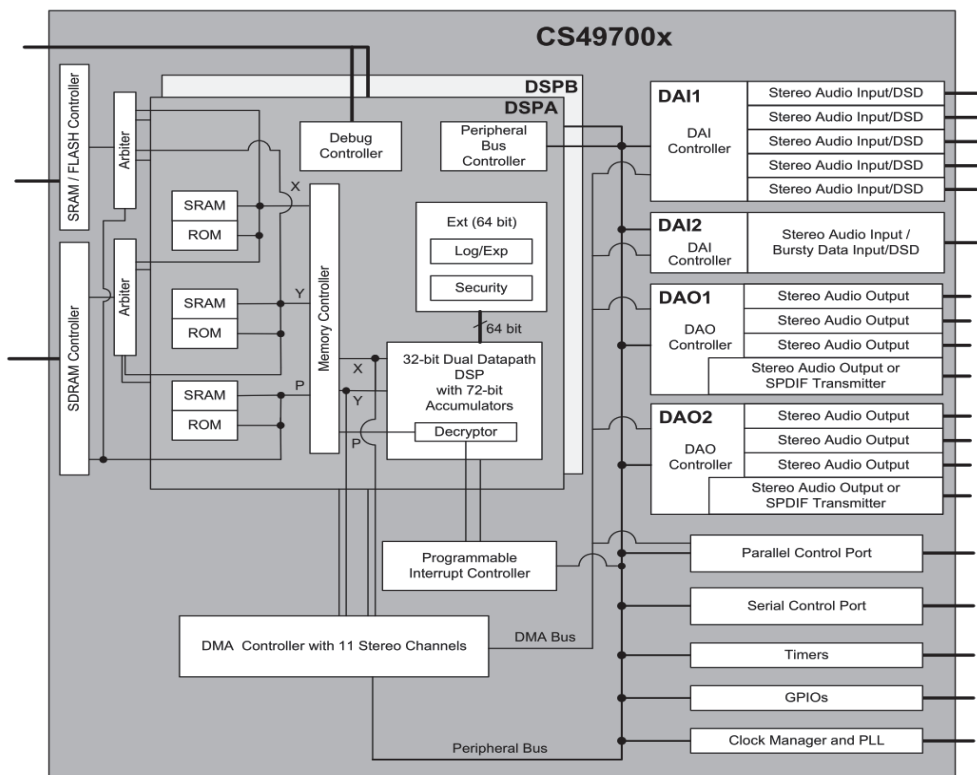 CS49700x
DSPB
DSPA
SRAM / FLASH Controller
Arbiter
Debug
Controller
Peripheral
Bus
Controller
X
SRAM
ROM
Ext (64 bit)
Log/Exp
Security
SDRAM Controller
Arbiter
Y
SRAM
ROM
Memory Controller
64 bit
X
Y
P
32-bit Dual Datapath
DSP
with 72-bit
Accumulators
Decryptor
P
SRAM
ROM
Programmable
Interrupt Controller
DMA Controller with 11 Stereo Channels
DMA Bus
Peripheral Bus
DAI1
DAI
Controller
Stereo Audio Input/DSD
Stereo Audio Input/DSD
Stereo Audio Input/DSD
Stereo Audio Input/DSD
Stereo Audio Input/DSD
DAI2
DAI
Controller
Stereo Audio Input /
Bursty Data Input/DSD
DAO1
DAO
Controller
Stereo Audio Output
Stereo Audio Output
Stereo Audio Output
Stereo Audio Output or
SPDIF Transmitter
DAO2
DAO
Controller
Stereo Audio Output
Stereo Audio Output
Stereo Audio Output
Stereo Audio Output or
SPDIF Transmitter
Parallel Control Port
Serial Control Port
Timers
GPIOs
Clock Manager and PLL